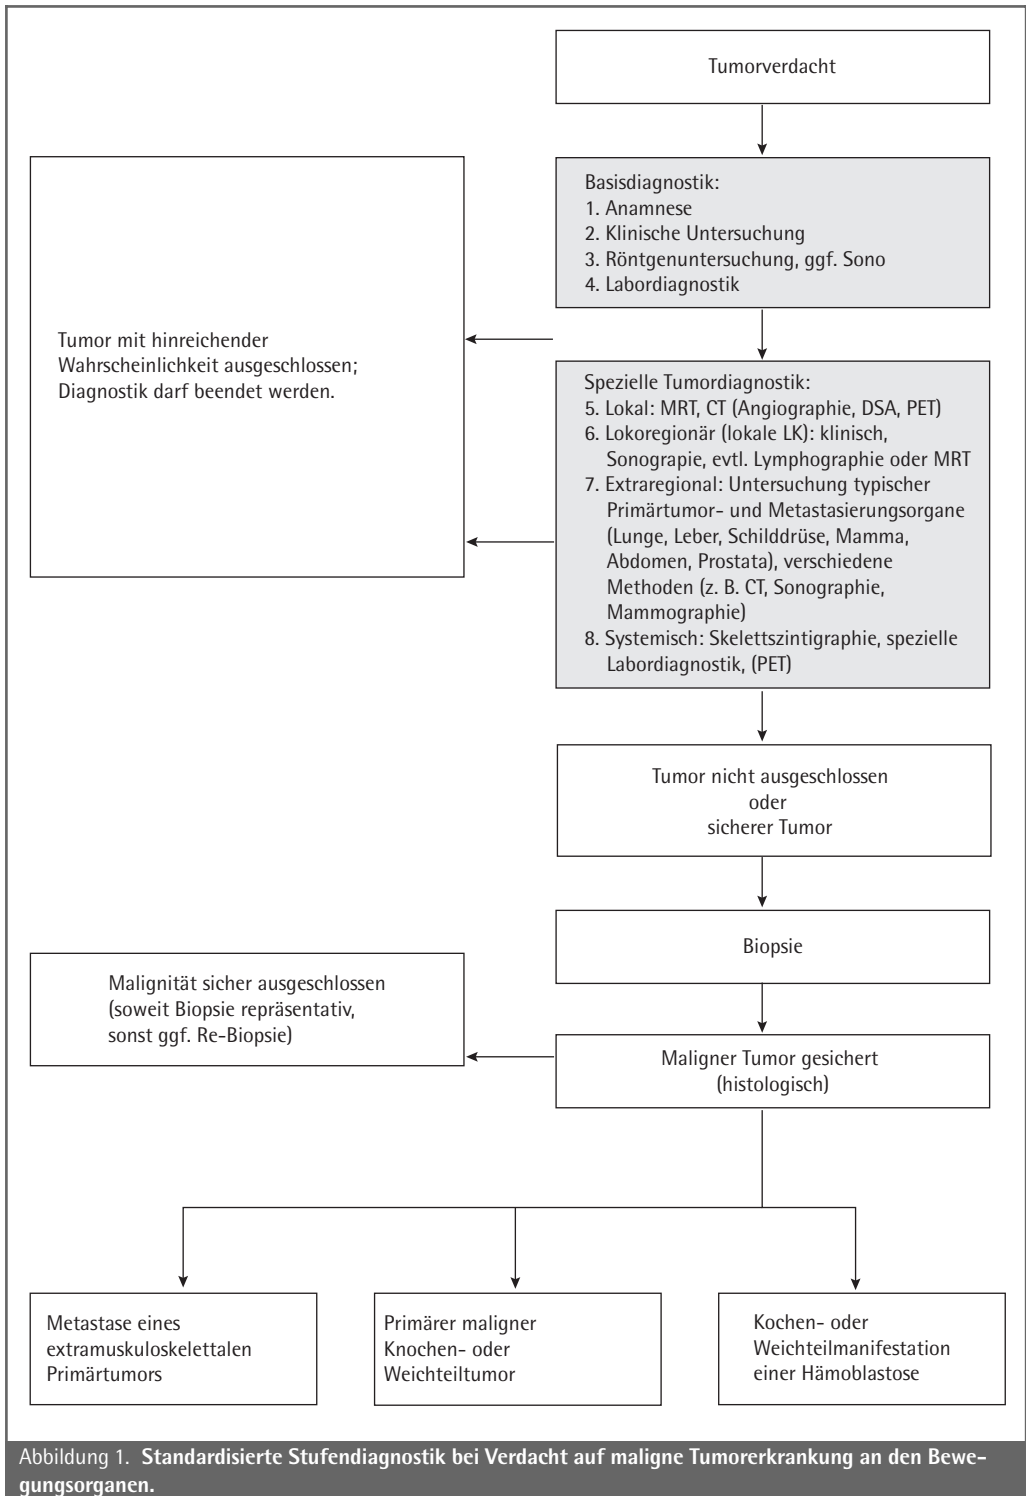 Tumorverdacht
Basisdiagnostik:
1. Anamnese
2. Klinische Untersuchung
3. Röntgenuntersuchung, ggf. Sono
4. Labordiagnostik
Tumor mit hinreichender
Wahrscheinlichkeit ausgeschlossen;
Diagnostik darf beendet werden.
Spezielle Tumordiagnostik:
5. Lokal: MRT, CT (Angiographie, DSA, PET)
6. Lokoregionär (lokale LK): klinisch,
Sonograpie, evtl. Lymphographie oder MRT
7. Extraregional: Untersuchung typischer
Primärtumor- und Metastasierungsorgane
(Lunge, Leber, Schilddrüse, Mamma,
Abdomen, Prostata), verschiedene
Methoden (z. B. CT, Sonographie,
Mammographie)
8. Systemisch: Skelettszintigraphie, spezielle
Labordiagnostik, (PET)
Tumor nicht ausgeschlossen
oder
sicherer Tumor
Biopsie
Malignität sicher ausgeschlossen
(soweit Biopsie repräsentativ,
sonst ggf. Re-Biopsie)
Maligner Tumor gesichert
(histologisch)
Metastase eines
extramuskuloskelettalen
Primärtumors
Primärer maligner
Knochen- oder
Weichteiltumor
Kochen- oder
Weichteilmanifestation
einer Hämoblastose
Abbildung 1. Standardisierte Stufendiagnostik bei Verdacht auf maligne Tumorerkrankung an den Bewe-
gungsorganen.